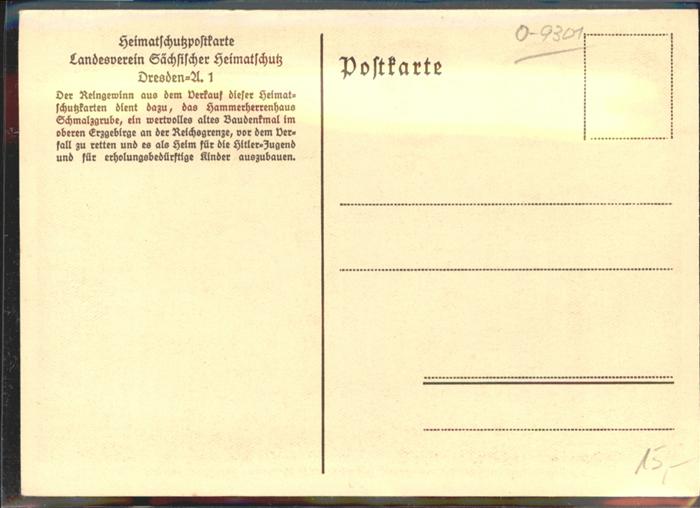 Heimatschutzpostkarte
Landesverein Sächsischer Heimatschutz
Dresden-A. 1
Der Reingewinn aus dem Verkauf dieser Heimat-
schutzkarten dient dazu, das Hammerherrenhaus
Schmalzgrube, ein wertvolles altes Baudenkmal im
oberen Erzgebirge an der Reichsgrenze, vor dem Ver-
fall zu retten und es als Heim für die Hitler-Jugend
und für erholungsbedürftige Kinder auszubauen.
Postkarte
O-9301
15,-